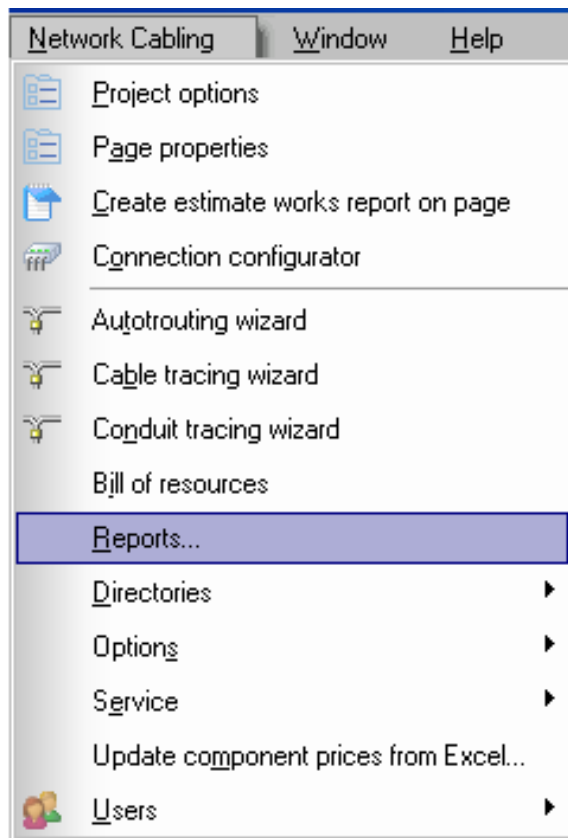 Network Cabling Window Help
Project options
Page properties
Create estimate works report on page
Connection configurator
Autotrouting wizard
Cable tracing wizard
Conduit tracing wizard
Bill of resources
Reports...
Directories
Options
Service
Update component prices from Excel...
Users